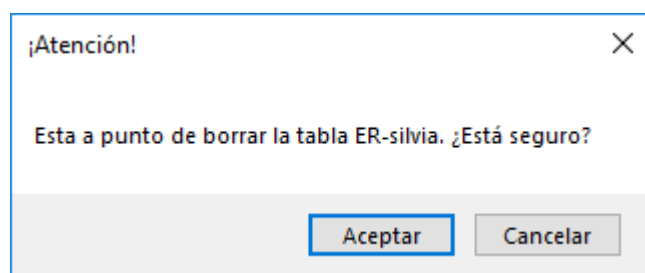 ¡Atención!
Esta a punto de borrar la tabla ER-silvia. ¿Está seguro?
Aceptar
Cancelar